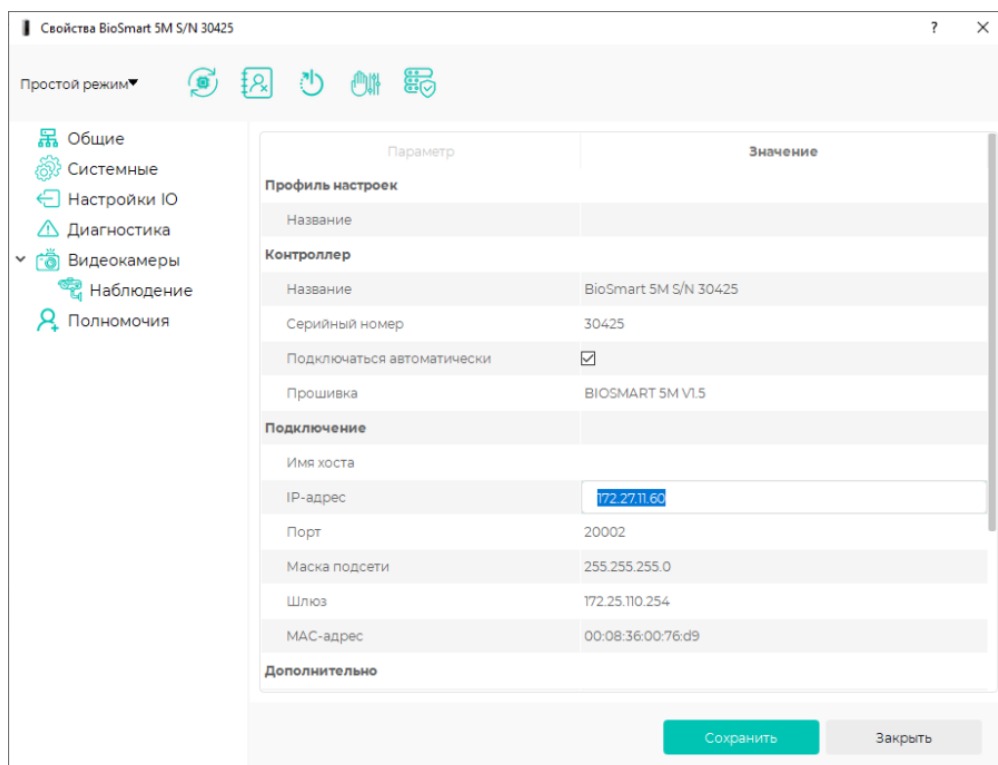 Свойства BioSmart 5M S/N 30425 ?
Простой режим
Общие
Системные
Настройки IO
Диагностика
Видеокамеры
Наблюдение
Полномочия
Параметр Значение
Профиль настроек
Название
Контроллер
Название BioSmart 5M S/N 30425
Серийный номер 30425
Подключаться автоматически
Прошивка BIOSMART 5M V1.5
Подключение
Имя хоста
IP-адрес 172.27.11.60
Порт 20002
Маска подсети 255.255.255.0
Шлюз 172.25.110.254
MAC-адрес 00:08:36:00:76:d9
Дополнительно
Сохранить Закрыть